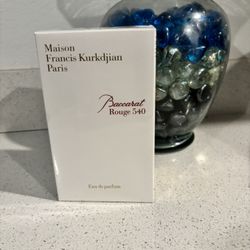 Maison
Francis Kurkdjian
Paris
Baccarat
Rouge 540
Eau de parfum